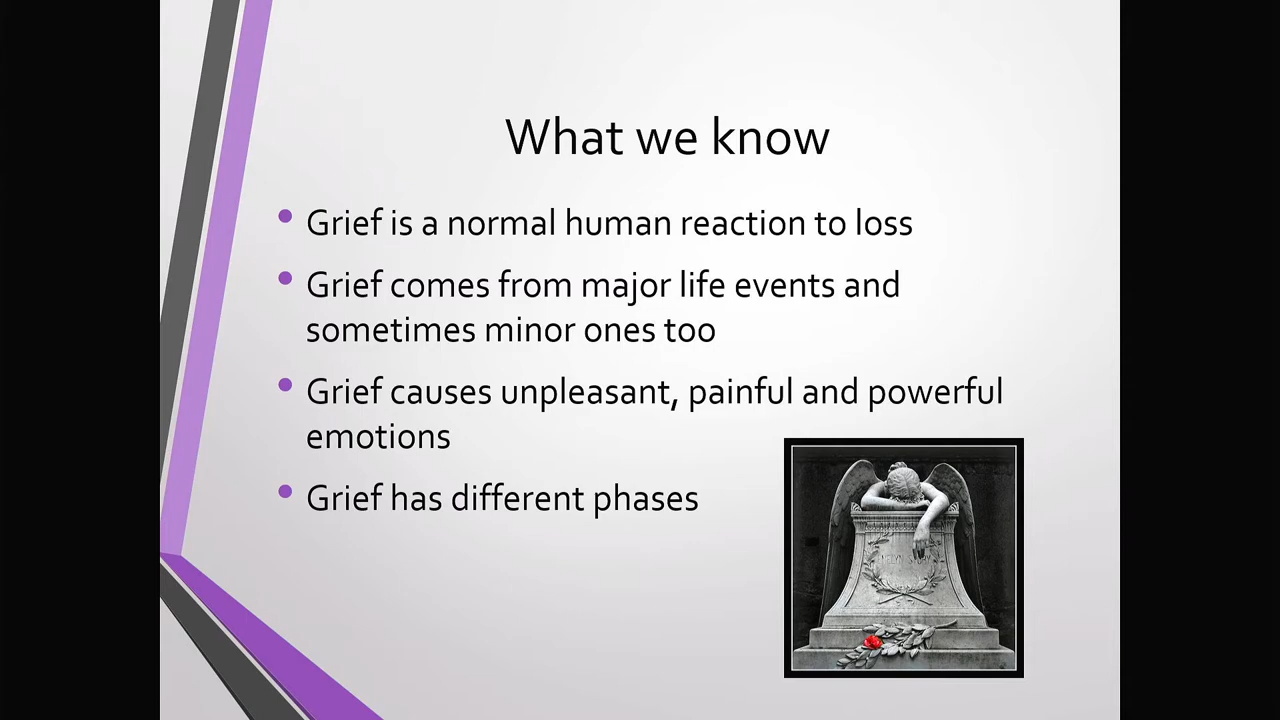 What we know
Grief is a normal human reaction to loss
Grief comes from major life events and
sometimes minor ones too
Grief causes unpleasant, painful and powerful
emotions
Grief has different phases